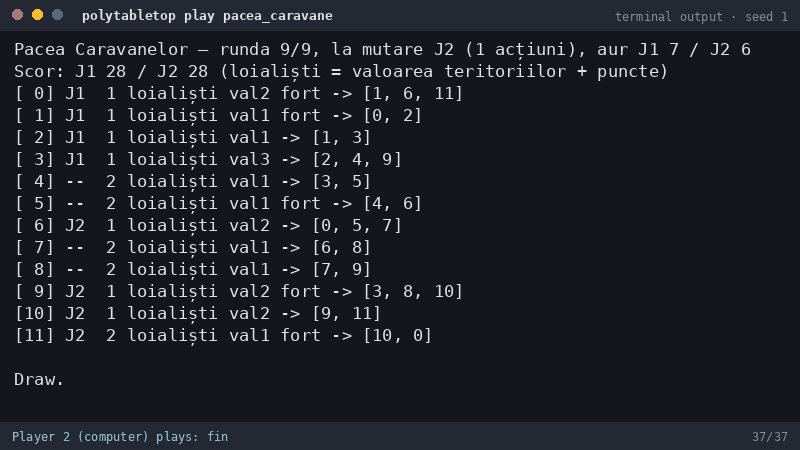 polytabletop play pacea_caravane
terminal output · seed 1
Pacea Caravanelor — runda 9/9, la mutare J2 (1 acțiuni), aur J1 7 / J2 6
Scor: J1 28 / J2 28 (loialiști = valoarea teritoriilor + puncte)
[ 0] J1  1 loialiști val2 fort -> [1, 6, 11]
[ 1] J1  1 loialiști val1 fort -> [0, 2]
[ 2] J1  1 loialiști val1 -> [1, 3]
[ 3] J1  1 loialiști val3 -> [2, 4, 9]
[ 4] --  2 loialiști val1 -> [3, 5]
[ 5] --  2 loialiști val1 fort -> [4, 6]
[ 6] J2  1 loialiști val2 -> [0, 5, 7]
[ 7] --  2 loialiști val1 -> [6, 8]
[ 8] --  2 loialiști val1 -> [7, 9]
[ 9] J2  1 loialiști val2 fort -> [3, 8, 10]
[10] J2  1 loialiști val2 -> [9, 11]
[11] J2  2 loialiști val1 fort -> [10, 0]
Draw.
Player 2 (computer) plays: fin
37/37